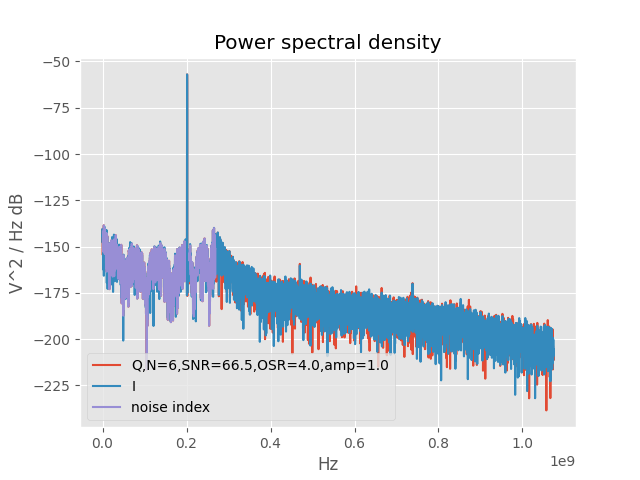 Power spectral density
V^2 / Hz dB
−50
−75
−100
−125
−150
−175
−200
−225
Q,N=6,SNR=66.5,OSR=4.0,amp=1.0
I
noise index
0.0 0.2 0.4 0.6 0.8 1.0
1e9
Hz